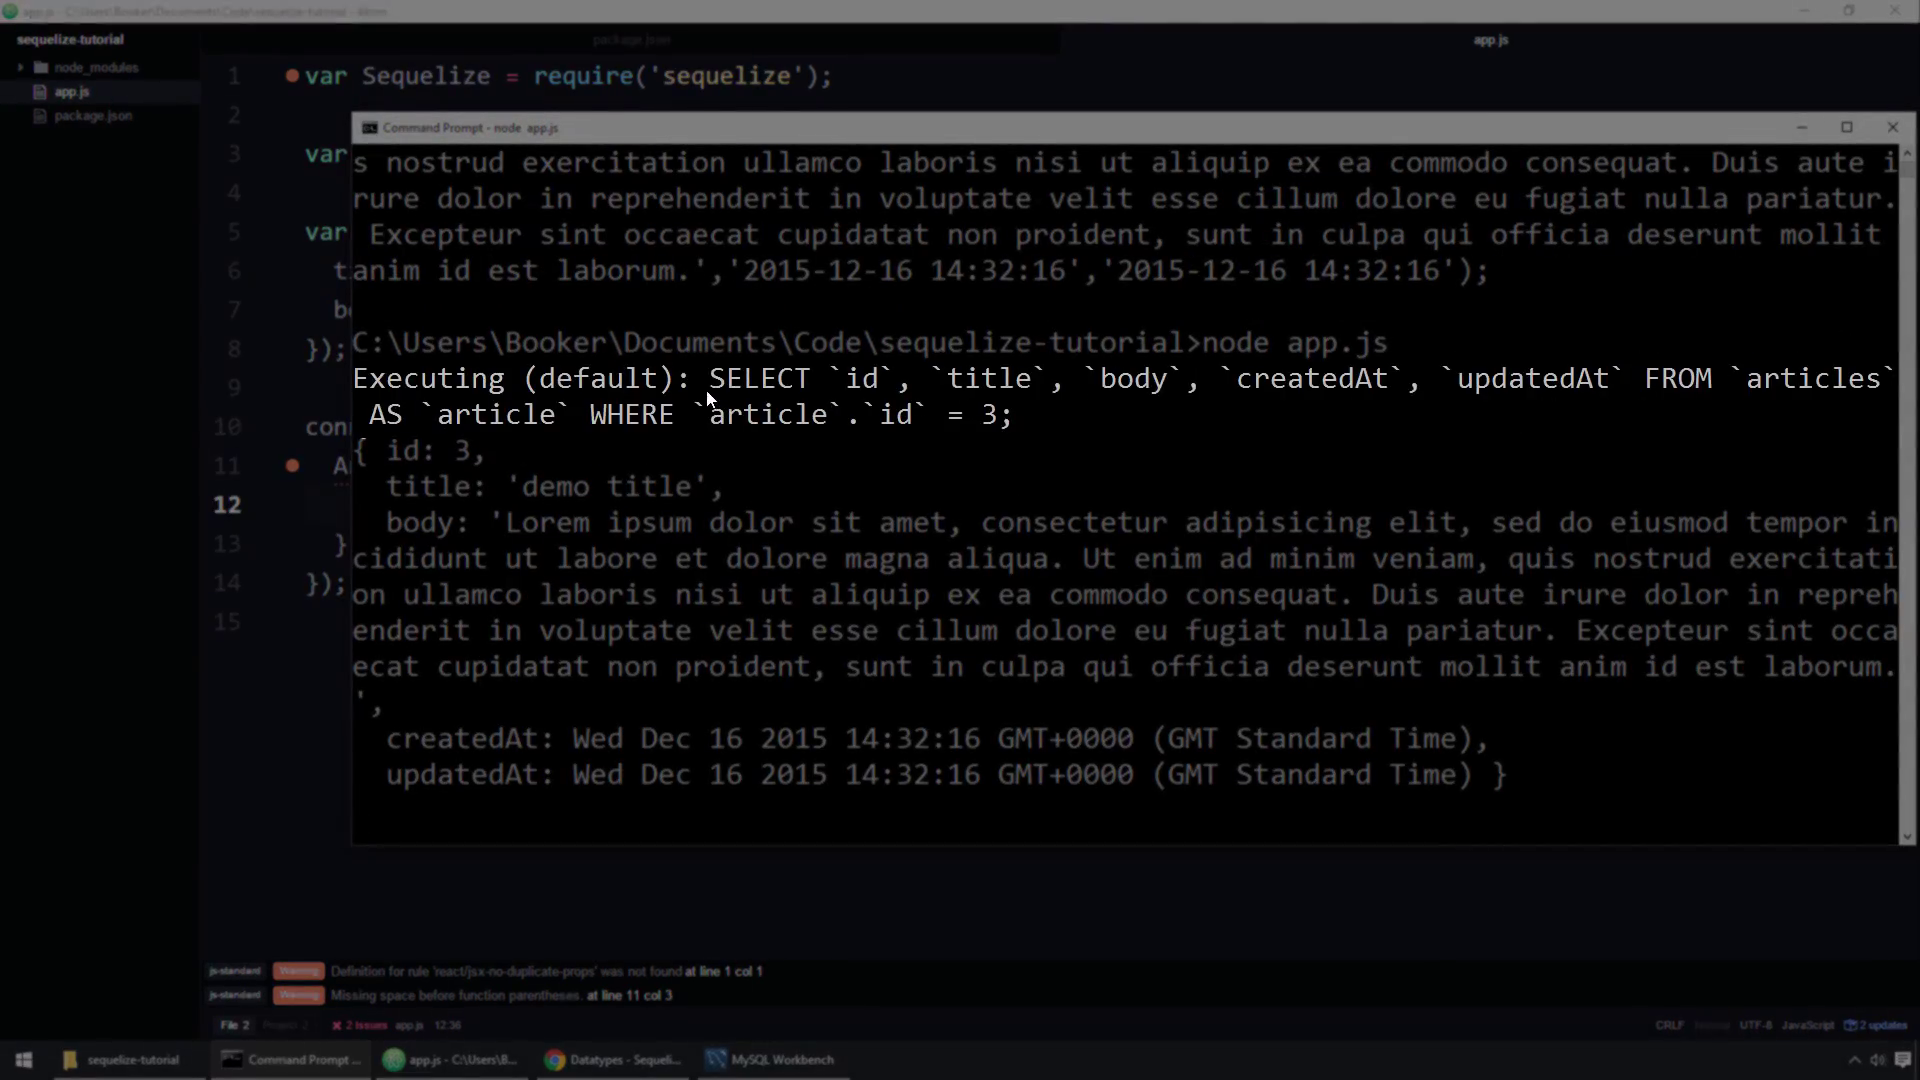 app.js - C:\Users\Booker\Documents\Code\sequelize-tutorial - Atom
sequelize-tutorial
node_modules
app.js
package.json
package.json
app.js
1 var Sequelize = require('sequelize');
2
3 var
4
5 var
6 t
7 bo
8 });
9
10 con
11 A
12
13 }
14 });
15
Command Prompt - node app.js
s nostrud exercitation ullamco laboris nisi ut aliquip ex ea commodo consequat. Duis aute i
rure dolor in reprehenderit in voluptate velit esse cillum dolore eu fugiat nulla pariatur.
Excepteur sint occaecat cupidatat non proident, sunt in culpa qui officia deserunt mollit
anim id est laborum.','2015-12-16 14:32:16','2015-12-16 14:32:16');
C:\Users\Booker\Documents\Code\sequelize-tutorial>node app.js
Executing (default): SELECT `id`, `title`, `body`, `createdAt`, `updatedAt` FROM `articles`
AS `article` WHERE `article`.`id` = 3;
{ id: 3,
title: 'demo title',
body: 'Lorem ipsum dolor sit amet, consectetur adipisicing elit, sed do eiusmod tempor in
cididunt ut labore et dolore magna aliqua. Ut enim ad minim veniam, quis nostrud exercitati
on ullamco laboris nisi ut aliquip ex ea commodo consequat. Duis aute irure dolor in repreh
enderit in voluptate velit esse cillum dolore eu fugiat nulla pariatur. Excepteur sint occa
ecat cupidatat non proident, sunt in culpa qui officia deserunt mollit anim id est laborum.
',
createdAt: Wed Dec 16 2015 14:32:16 GMT+0000 (GMT Standard Time),
updatedAt: Wed Dec 16 2015 14:32:16 GMT+0000 (GMT Standard Time) }
js-standard Warning Definition for rule 'react/jsx-no-duplicate-props' was not found at line 1 col 1
js-standard Warning Missing space before function parentheses. at line 11 col 3
File 2 Project 2 2 Issues app.js 12:36
CRLF UTF-8 JavaScript 2 updates
sequelize-tutorial
Command Prompt ...
app.js - C:\Users\B...
Datatypes - Sequeli...
MySQL Workbench